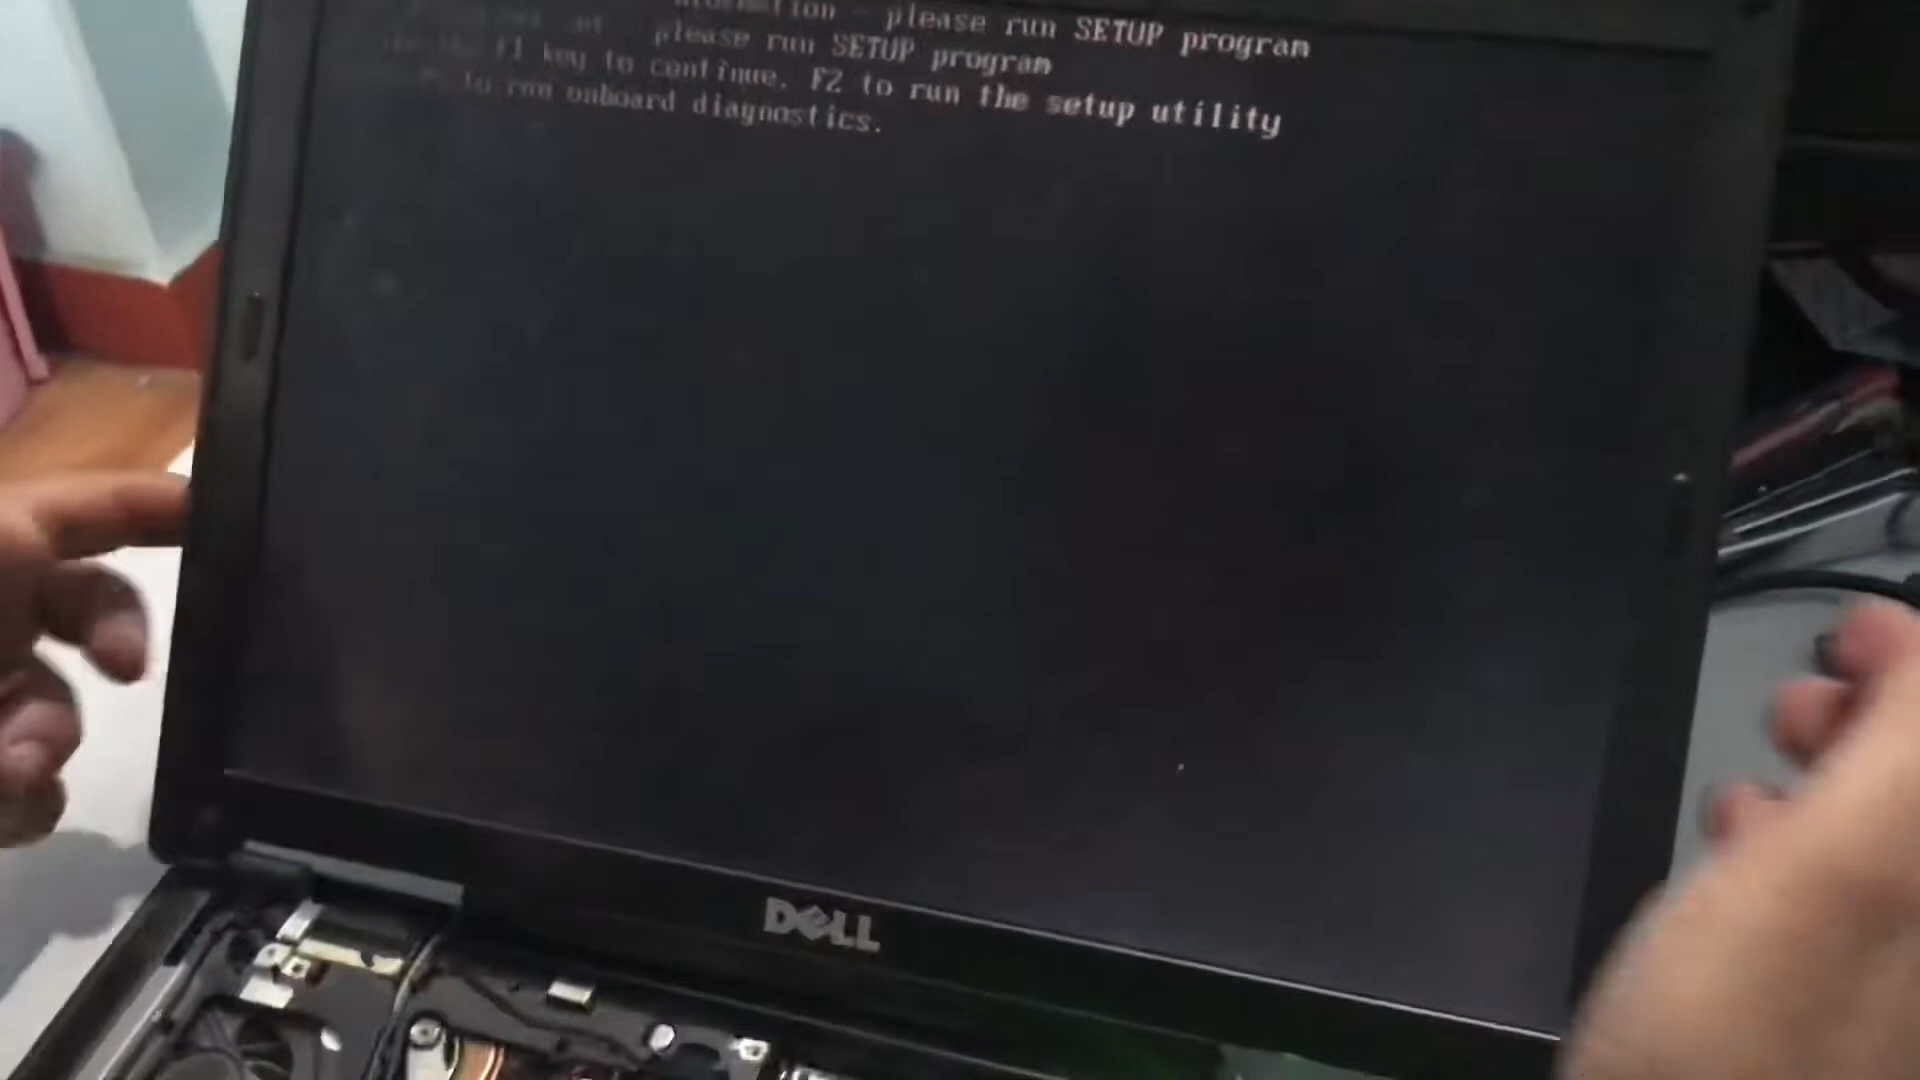 please run SETUP program
please run SETUP program
F1 key to continue, F2 to run the setup utility
to run onboard diagnostics.
DELL